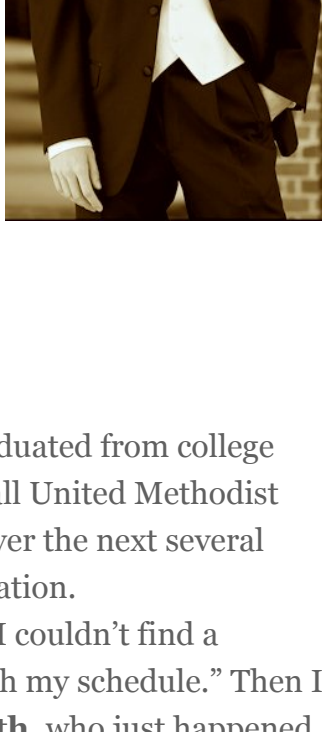 duated from college
ll United Methodist
ver the next several
ation.
I couldn’t find a
h my schedule.” Then I
th, who just happened